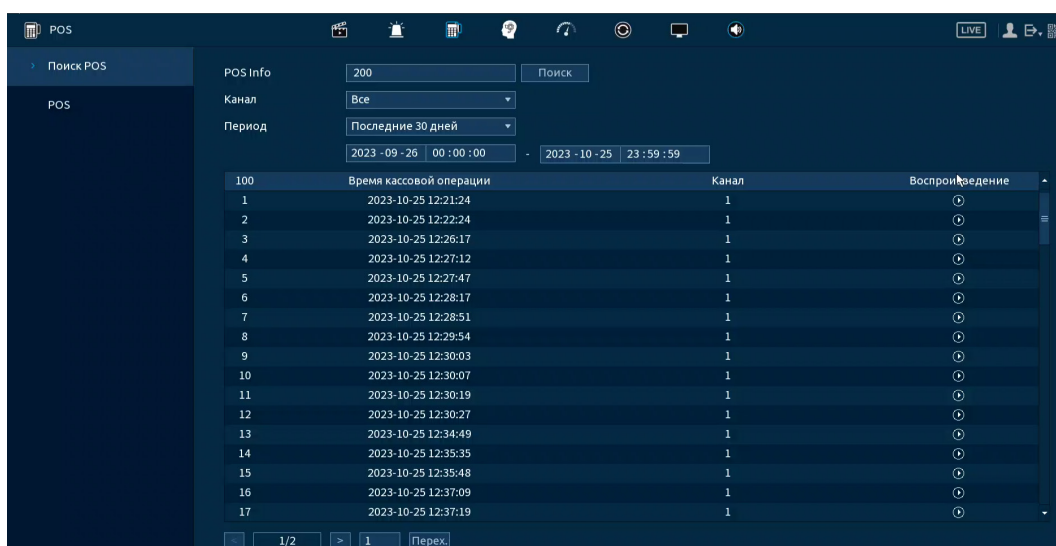 POS LIVE
Поиск POS
POS
POS Info 200 Поиск
Канал Все
Период Последние 30 дней
2023 -09 -26 00 : 00 : 00 - 2023 -10 -25 23 : 59 : 59
100 Время кассовой операции Канал Воспроизведение
1 2023-10-25 12:21:24 1
2 2023-10-25 12:22:24 1
3 2023-10-25 12:26:17 1
4 2023-10-25 12:27:12 1
5 2023-10-25 12:27:47 1
6 2023-10-25 12:28:17 1
7 2023-10-25 12:28:51 1
8 2023-10-25 12:29:54 1
9 2023-10-25 12:30:03 1
10 2023-10-25 12:30:07 1
11 2023-10-25 12:30:19 1
12 2023-10-25 12:30:27 1
13 2023-10-25 12:34:49 1
14 2023-10-25 12:35:35 1
15 2023-10-25 12:35:48 1
16 2023-10-25 12:37:09 1
17 2023-10-25 12:37:19 1
< 1/2 > 1 Перех.